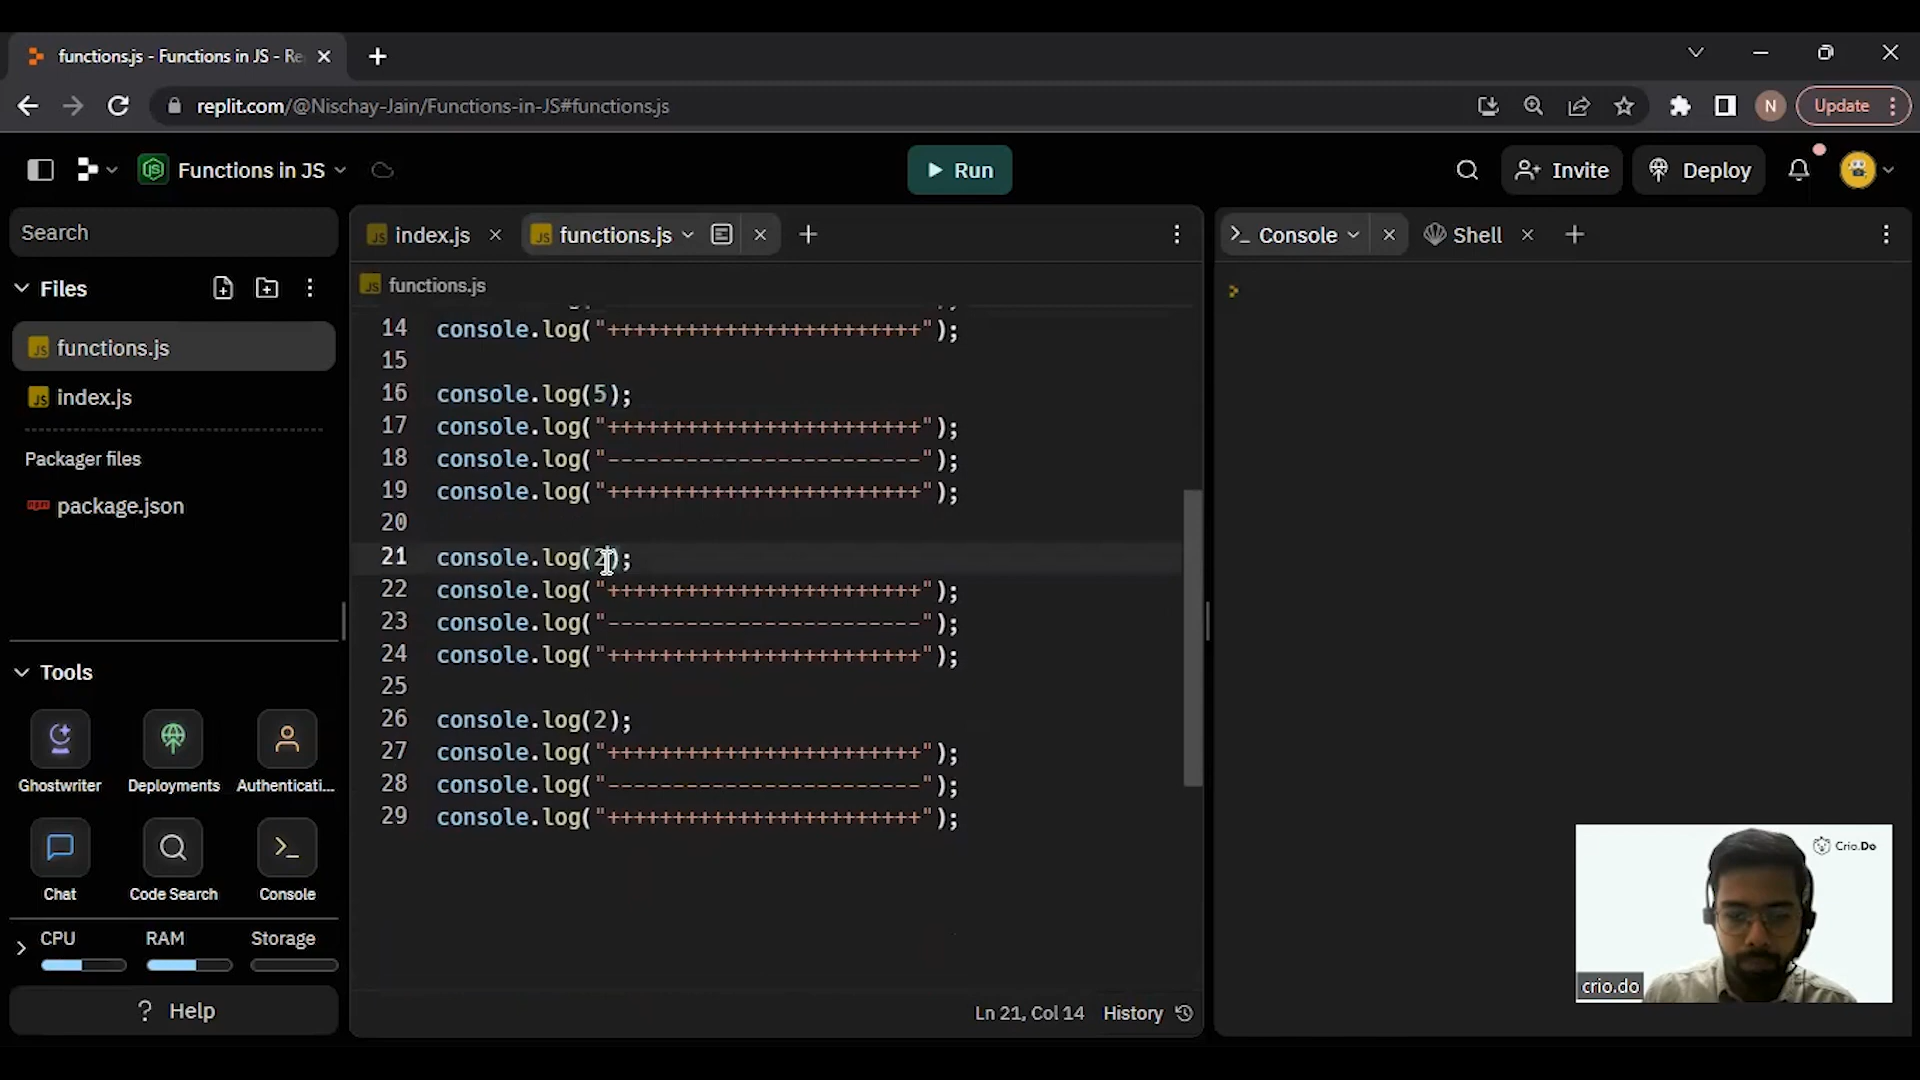 functions.js - Functions in JS - Re
replit.com/@Nischay-Jain/Functions-in-JS#functions.js
N
Update
Functions in JS
Run
Invite
Deploy
Search
index.js
functions.js
Console
Shell
Files
functions.js
functions.js
index.js
Packager files
package.json
14 console.log("++++++++++++++++++++++++");
15
16 console.log(5);
17 console.log("++++++++++++++++++++++++");
18 console.log("------------------------");
19 console.log("++++++++++++++++++++++++");
20
21 console.log(2);
22 console.log("++++++++++++++++++++++++");
23 console.log("------------------------");
24 console.log("++++++++++++++++++++++++");
25
26 console.log(2);
27 console.log("++++++++++++++++++++++++");
28 console.log("------------------------");
29 console.log("++++++++++++++++++++++++");
Tools
Ghostwriter
Deployments
Authenticati...
Chat
Code Search
Console
CPU
RAM
Storage
? Help
Ln 21, Col 14
History
Crio.Do
crio.do